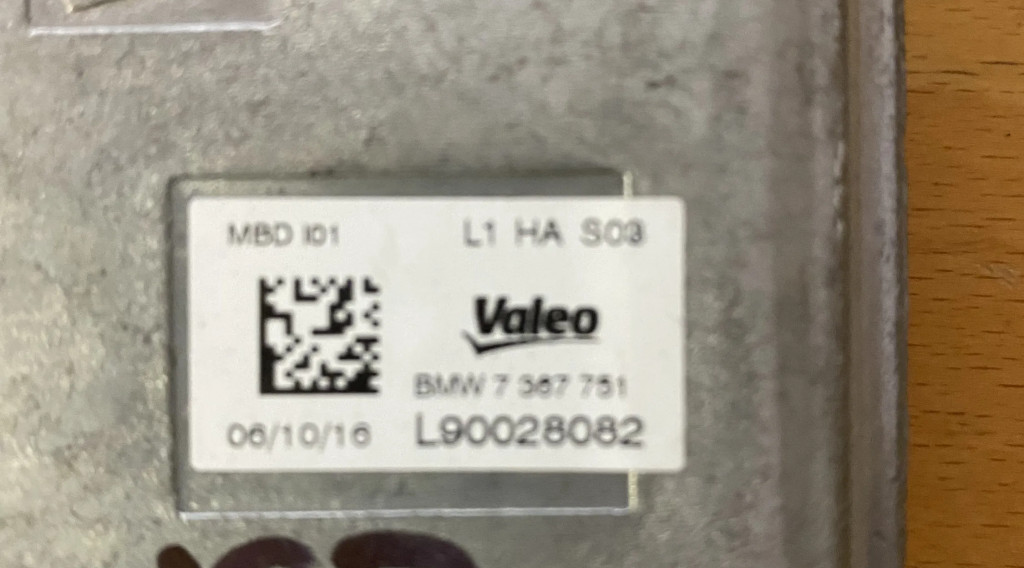 MBD I01 L1 HA S03
Valeo
BMW 7 367 751
06/10/16 L90028082